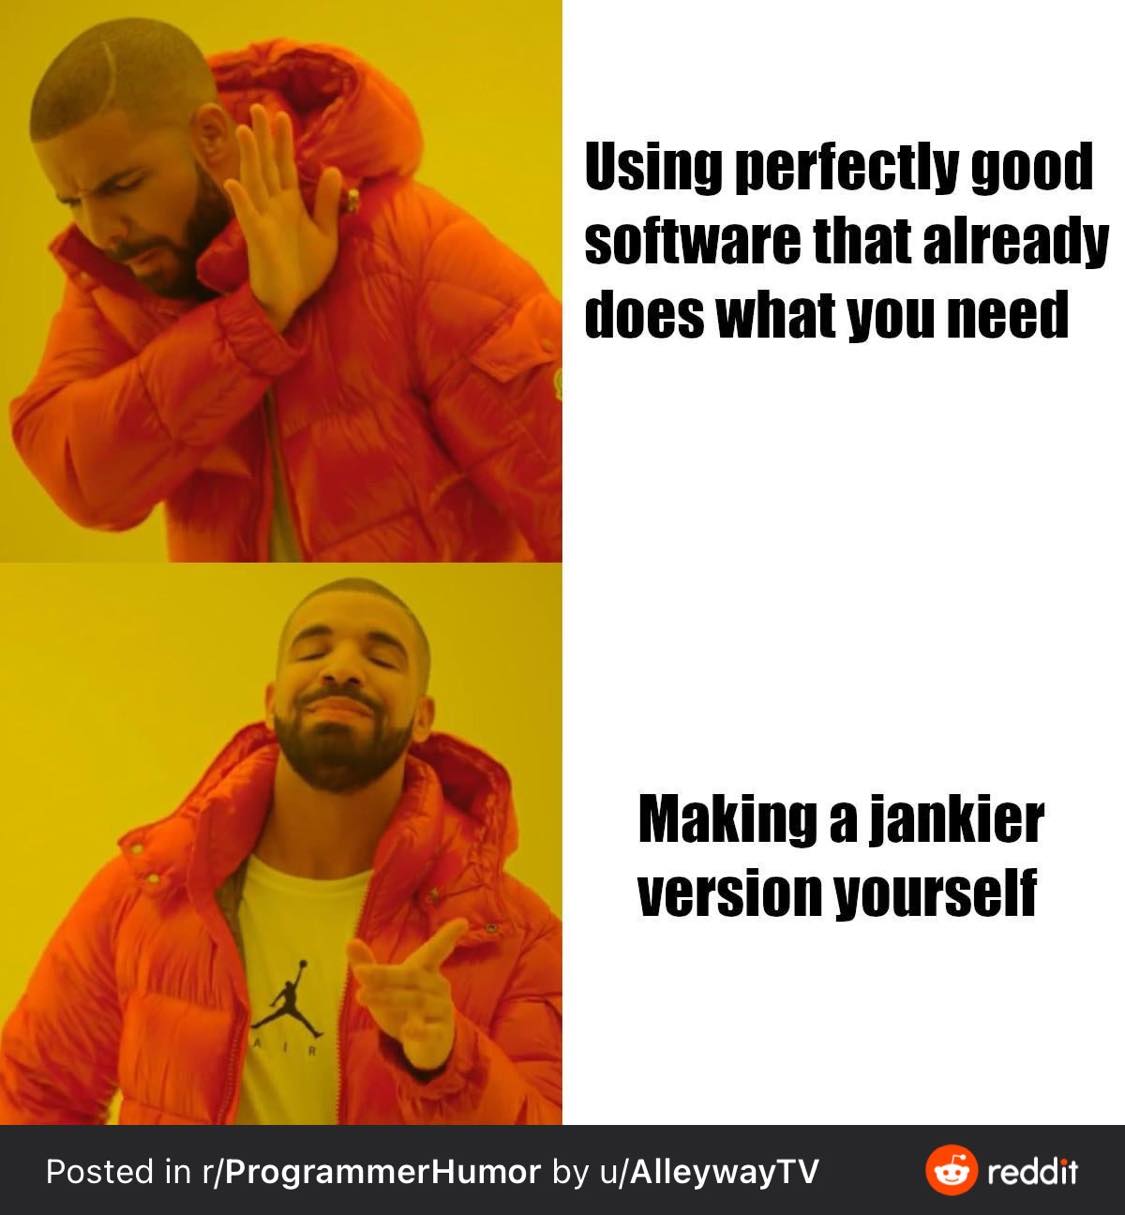 Using perfectly good
software that already
does what you need
AIR
Making a jankier
version yourself
Posted in r/ProgrammerHumor by u/AlleywayTV
reddit